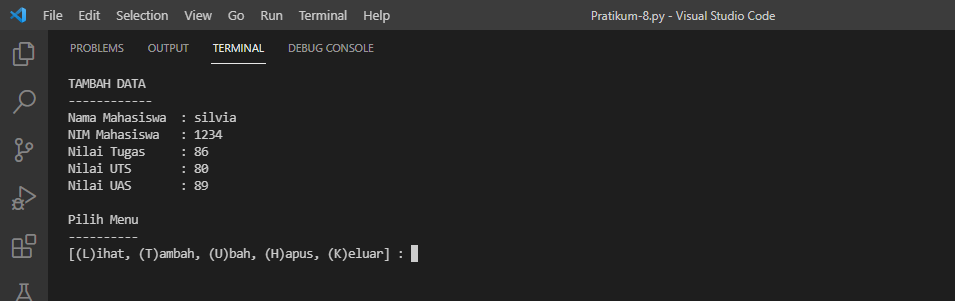 File Edit Selection View Go Run Terminal Help Pratikum-8.py - Visual Studio Code
PROBLEMS OUTPUT TERMINAL DEBUG CONSOLE
TAMBAH DATA
------------
Nama Mahasiswa : silvia
NIM Mahasiswa : 1234
Nilai Tugas : 86
Nilai UTS : 80
Nilai UAS : 89
Pilih Menu
----------
[(L)ihat, (T)ambah, (U)bah, (H)apus, (K)eluar] :